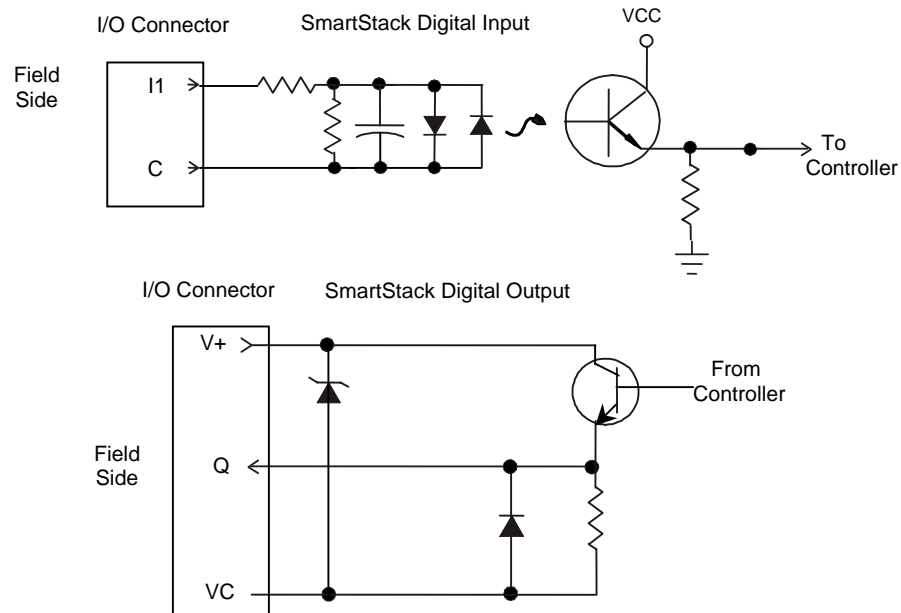 I/O Connector
SmartStack Digital Input
VCC
Field
Side
I1
C
To
Controller
I/O Connector
SmartStack Digital Output
V+
From
Controller
Field
Side
Q
VC